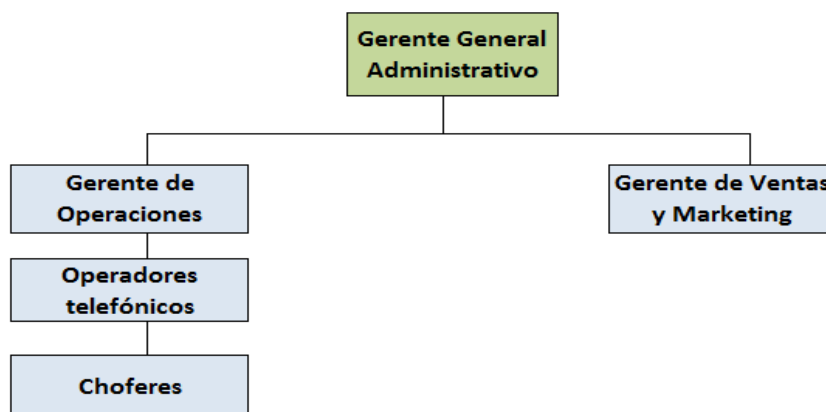 Gerente General
Administrativo
Gerente de
Operaciones
Gerente de Ventas
y Marketing
Operadores
telefónicos
Choferes